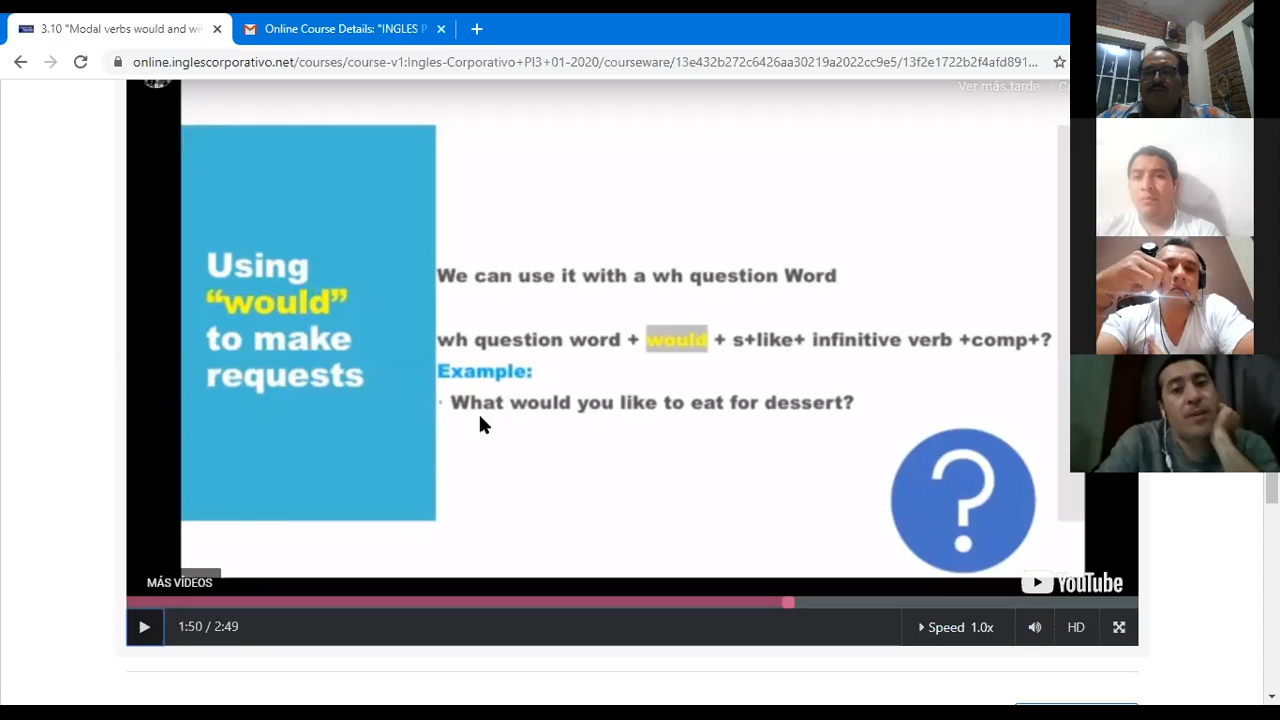 3.10 "Modal verbs would and wi
Online Course Details: "INGLES P
online.inglescorporativo.net/courses/course-v1:Ingles-Corporativo+PI3+01-2020/courseware/13e432b272c6426aa30219a2022cc9e5/13f2e1722b2f4afd891...
Ver más tarde
Using
“would”
to make
requests
We can use it with a wh question Word
wh question word + would + s+like+ infinitive verb +comp+?
Example:
· What would you like to eat for dessert?
?
MÁS VÍDEOS
YouTube
1:50 / 2:49
Speed 1.0x
HD